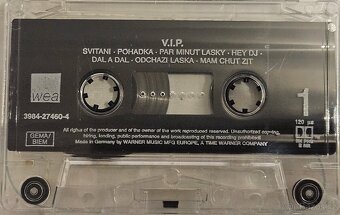 V.I.P.
SVITANI · POHADKA · PAR MINUT LASKY · HEY DJ ·
DAL A DAL · ODCHAZI LASKA · MAM CHUT ZIT
wea
3984-27460-4
1
120 µs
GEMA/
BIEM
All rights of the producer and of the owner of the work reproduced reserved. Unauthorized copying,
hiring, lending, public performance and broadcasting of this recording prohibited.
Made in Germany by WARNER MUSIC MFG EUROPE, A TIME WARNER COMPANY